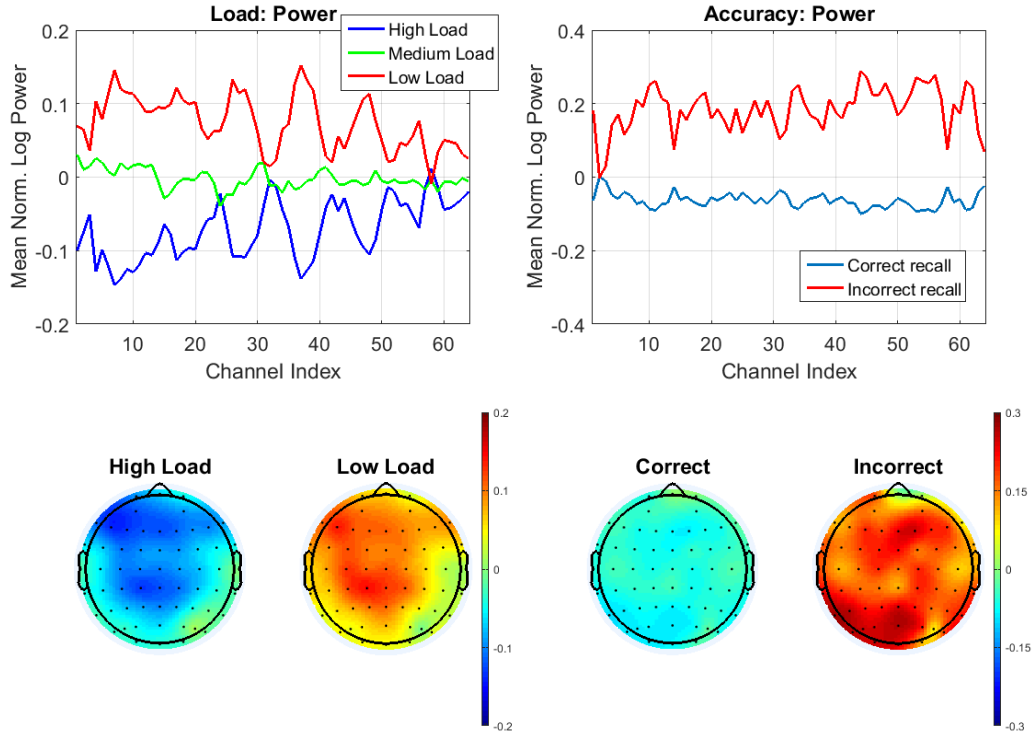 Load: Power
Accuracy: Power
High Load
Medium Load
Low Load
Mean Norm. Log Power
0.2
0.1
0
-0.1
-0.2
10
20
30
40
50
60
Channel Index
Mean Norm. Log Power
0.4
0.2
0
-0.2
-0.4
Correct recall
Incorrect recall
10
20
30
40
50
60
Channel Index
High Load
Low Load
0.2
0.1
0
-0.1
-0.2
Correct
Incorrect
0.3
0.15
0
-0.15
-0.3